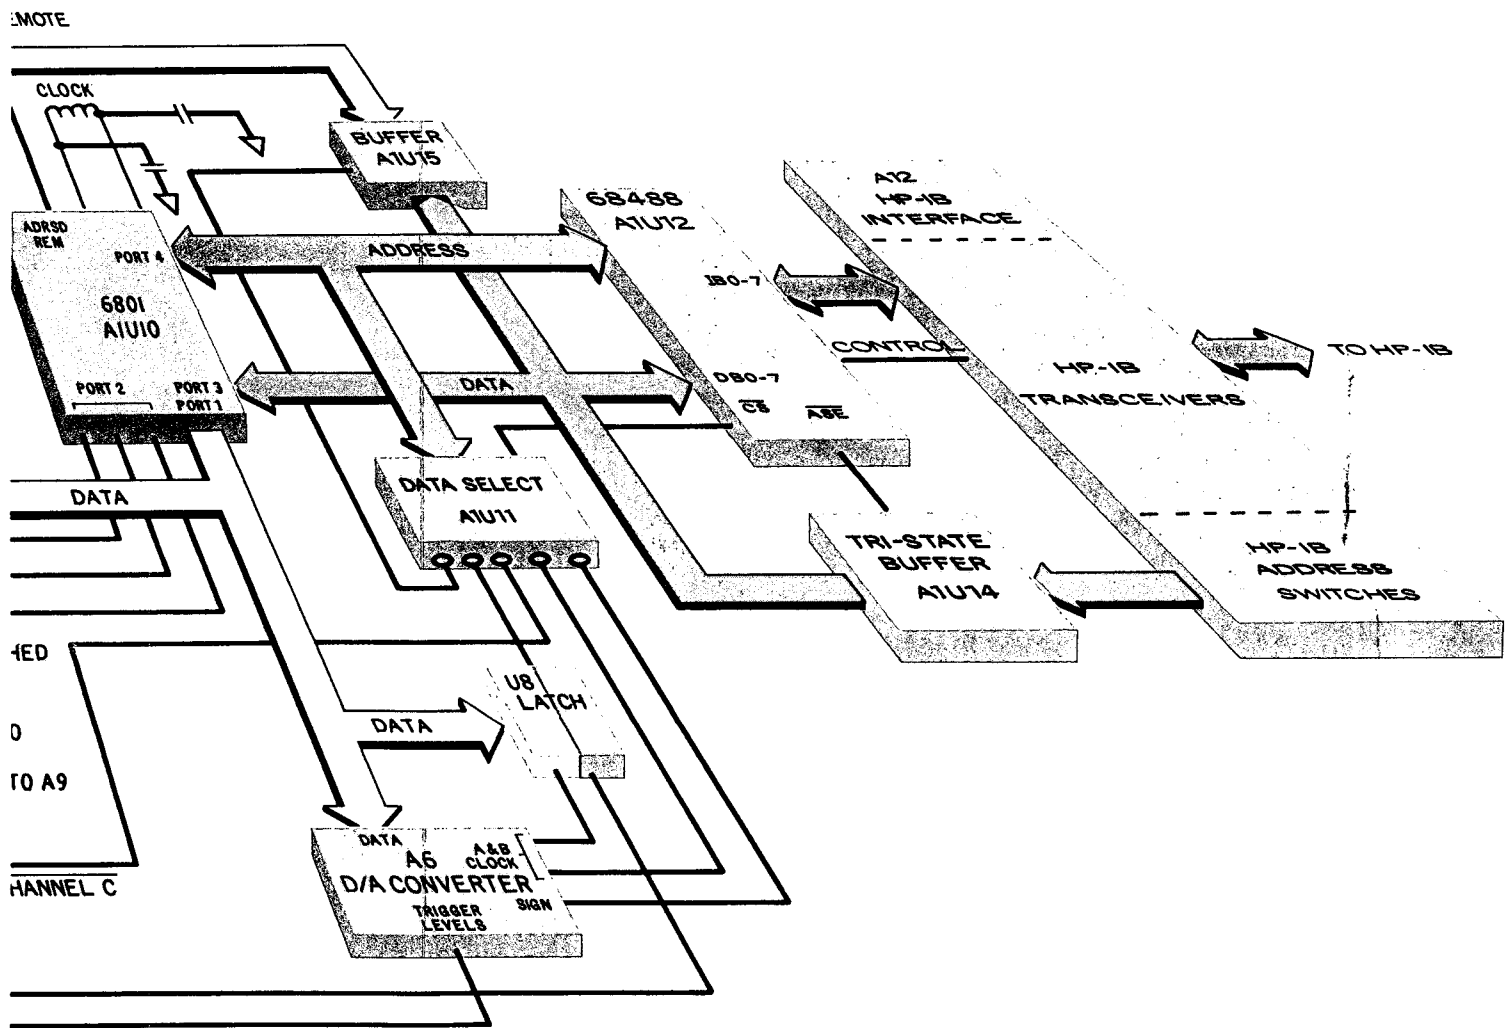 EMOTE
CLOCK
BUFFER
A1U15
ADRSD
REM
PORT 4
6801
A1U10
PORT 2
PORT 3
PORT 1
ADDRESS
DATA
68488
A1U12
IB0-7
DB0-7
CS
ASE
CONTROL
A12
HP-IB
INTERFACE
HP-IB
TRANSCEIVERS
TO HP-IB
HP-IB
ADDRESS
SWITCHES
DATA SELECT
A1U11
TRI-STATE
BUFFER
A1U14
DATA
HED
O
TO A9
HANNEL C
U8
LATCH
DATA
DATA
A6
D/A CONVERTER
A&B
CLOCK
SIGN
TRIGGER
LEVELS